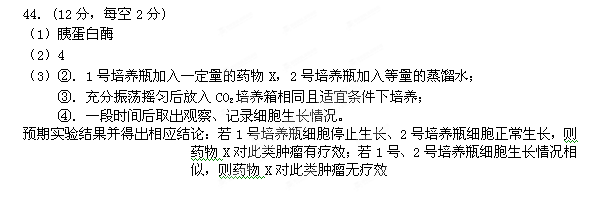 44. (12分，每空2分)
(1) 胰蛋白酶
(2) 4
(3) ②. 1号培养瓶加入一定量的药物X，2号培养瓶加入等量的蒸馏水；
③. 充分振荡摇匀后放入CO₂培养箱相同且适宜条件下培养；
④. 一段时间后取出观察、记录细胞生长情况。
预期实验结果并得出相应结论：若1号培养瓶细胞停止生长、2号培养瓶细胞正常生长，则
药物X对此类肿瘤有疗效；若1号、2号培养瓶细胞生长情况相
似，则药物X对此类肿瘤无疗效